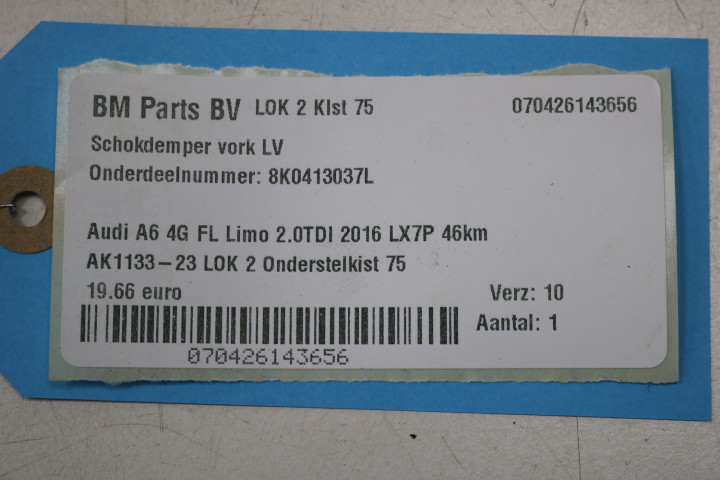 BM Parts BV LOK 2 Klst 75 070426143656
Schokdemper vork LV
Onderdeelnummer: 8K0413037L
Audi A6 4G FL Limo 2.0TDI 2016 LX7P 46km
AK1133-23 LOK 2 Onderstelkist 75
19.66 euro Verz: 10
Aantal: 1
070426143656